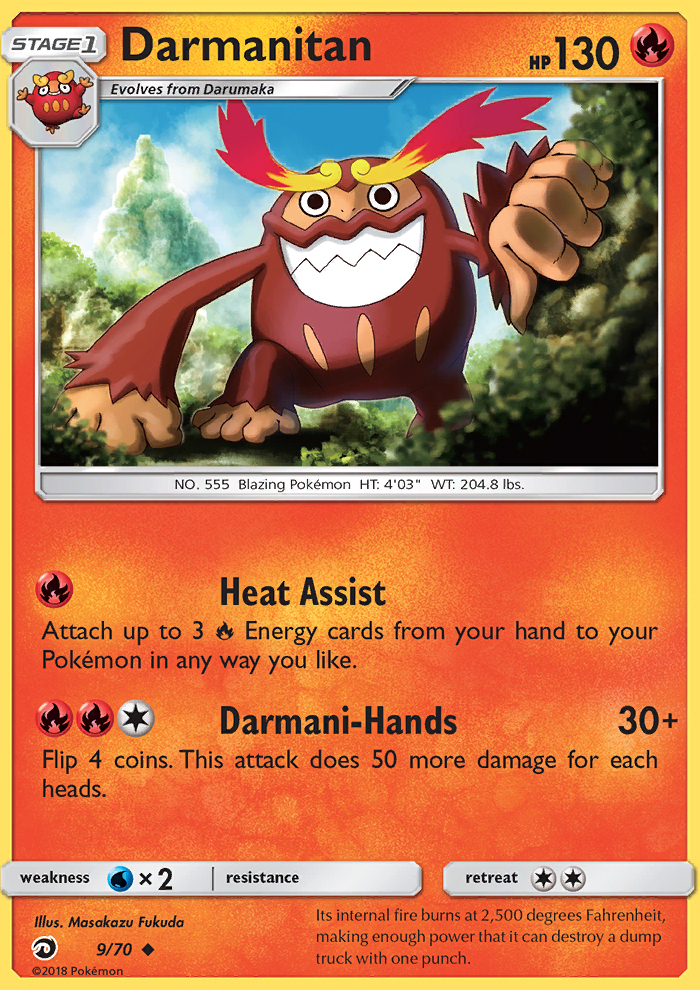 STAGE1
Darmanitan
HP 130
Evolves from Darumaka
NO. 555 Blazing Pokémon HT: 4'03" WT: 204.8 lbs.
Heat Assist
Attach up to 3 Energy cards from your hand to your
Pokémon in any way you like.
Darmani-Hands 30+
Flip 4 coins. This attack does 50 more damage for each
heads.
weakness × 2 resistance retreat
Illus. Masakazu Fukuda
9/70
©2018 Pokémon
Its internal fire burns at 2,500 degrees Fahrenheit,
making enough power that it can destroy a dump
truck with one punch.